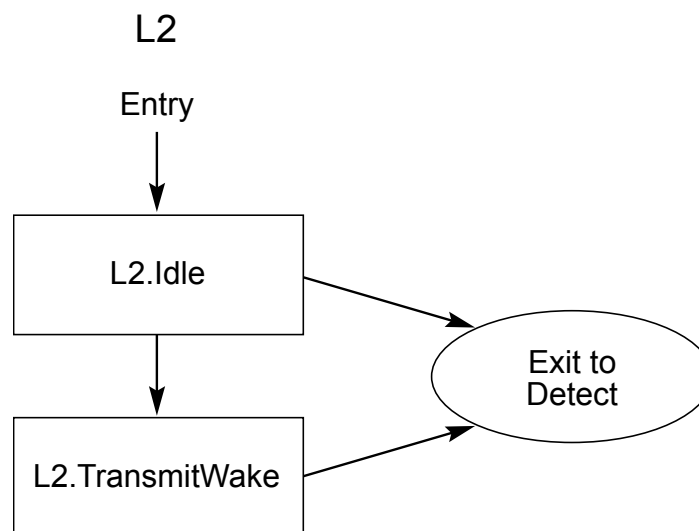 L2
Entry
L2.Idle
Exit to
Detect
L2.TransmitWake